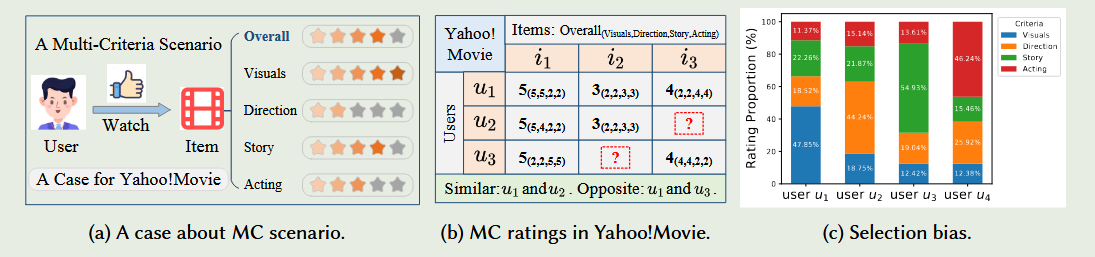 A Multi-Criteria Scenario
User
Watch
Item
A Case for Yahoo!Movie
Overall
Visuals
Direction
Story
Acting
(a) A case about MC scenario.
Yahoo! Movie
Items: Overall(Visuals,Direction,Story,Acting)
i1 i2 i3
Users
u1 5(5,5,2,2) 3(2,2,3,3) 4(2,2,4,4)
u2 5(5,4,2,2) 3(2,2,3,3) ?
u3 5(2,2,5,5) ? 4(4,4,2,2)
Similar: u1 and u2 . Opposite: u1 and u3 .
(b) MC ratings in Yahoo!Movie.
Rating Proportion (%)
100
80
60
40
20
0
11.37% 15.14% 13.61% 46.24%
22.26% 21.87% 54.93% 15.46%
18.52% 44.24% 19.04% 25.92%
47.85% 18.75% 12.42% 12.38%
user u1 user u2 user u3 user u4
Criteria
Visuals
Direction
Story
Acting
(c) Selection bias.